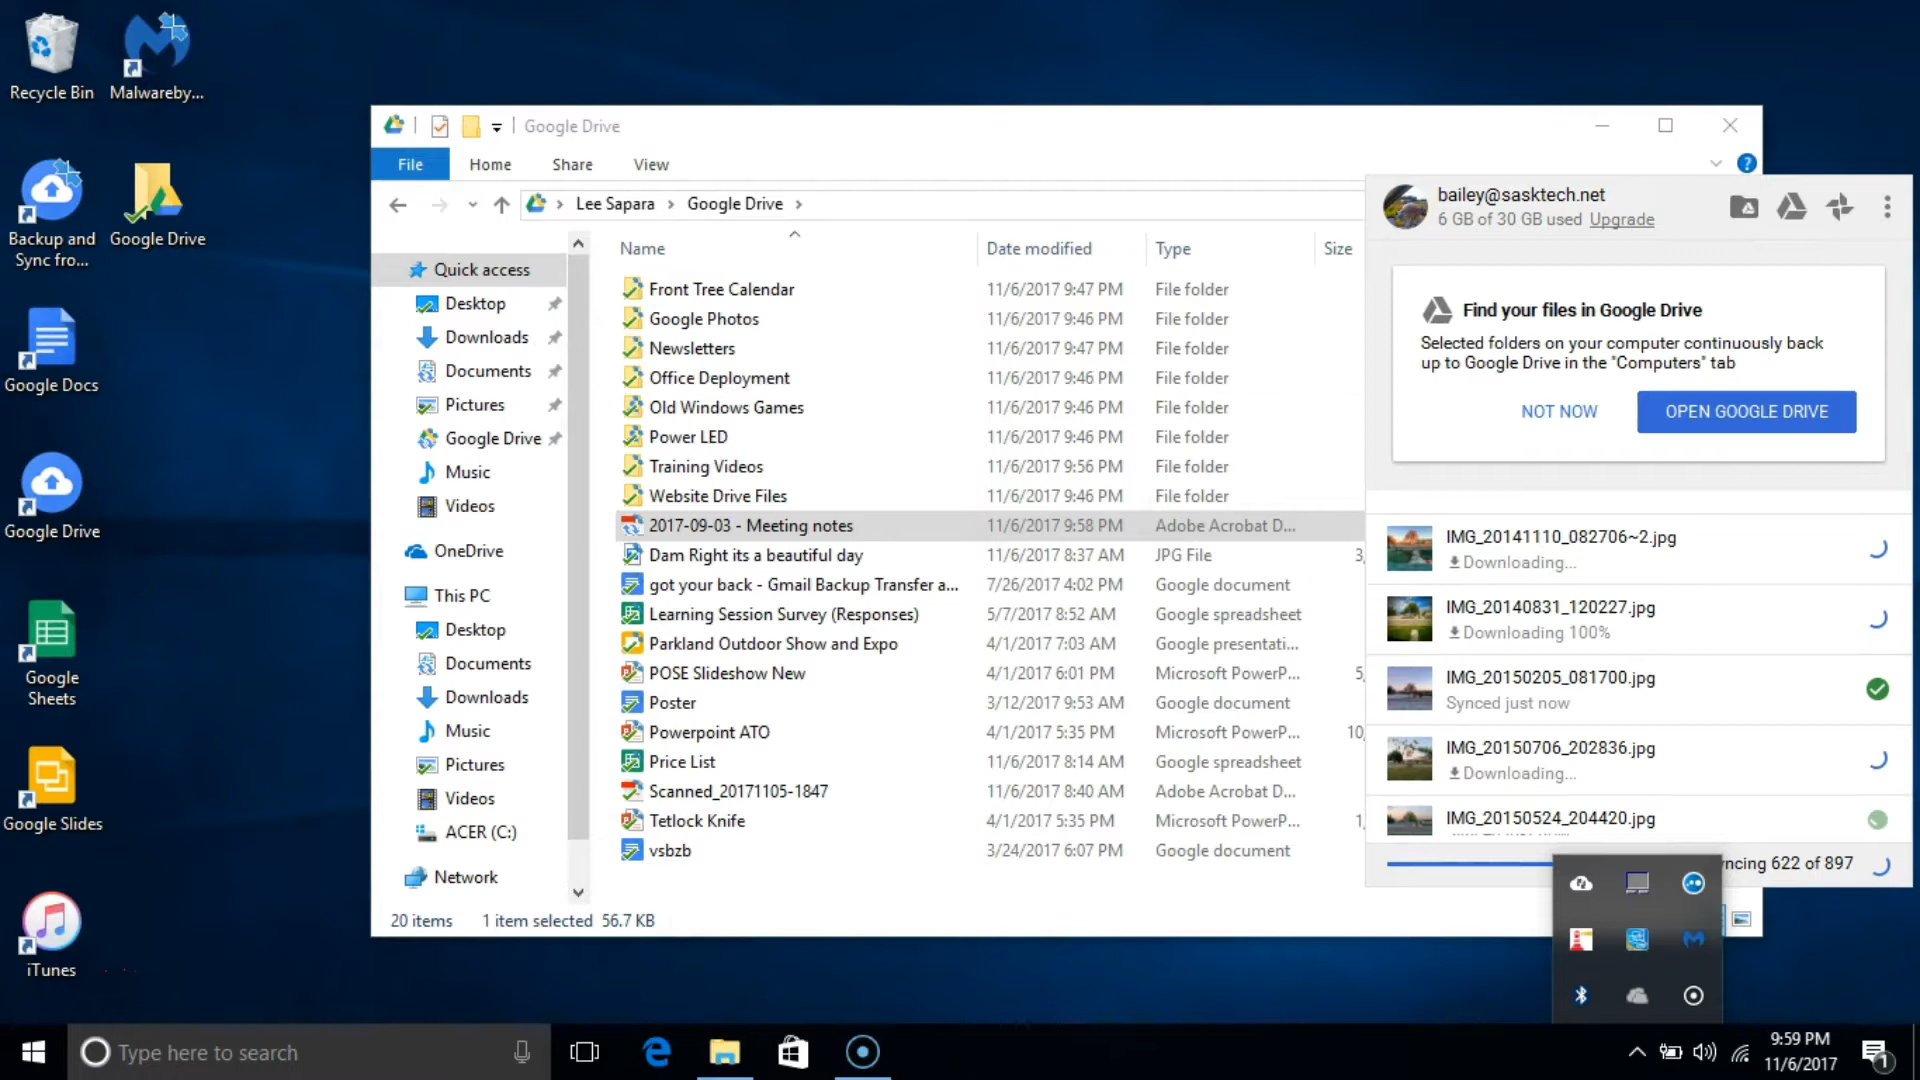 Recycle Bin
Malwareby...
Backup and
Sync fro...
Google Drive
Google Docs
Google Drive
Google
Sheets
Google Slides
iTunes
Google Drive
File Home Share View
Lee Sapara > Google Drive >
Quick access
Desktop
Downloads
Documents
Pictures
Google Drive
Music
Videos
OneDrive
This PC
Desktop
Documents
Downloads
Music
Pictures
Videos
ACER (C:)
Network
Name Date modified Type Size
Front Tree Calendar 11/6/2017 9:47 PM File folder
Google Photos 11/6/2017 9:46 PM File folder
Newsletters 11/6/2017 9:47 PM File folder
Office Deployment 11/6/2017 9:46 PM File folder
Old Windows Games 11/6/2017 9:46 PM File folder
Power LED 11/6/2017 9:46 PM File folder
Training Videos 11/6/2017 9:56 PM File folder
Website Drive Files 11/6/2017 9:46 PM File folder
2017-09-03 - Meeting notes 11/6/2017 9:58 PM Adobe Acrobat D...
Dam Right its a beautiful day 11/6/2017 8:37 AM JPG File 3,
got your back - Gmail Backup Transfer a... 7/26/2017 4:02 PM Google document
Learning Session Survey (Responses) 5/7/2017 8:52 AM Google spreadsheet
Parkland Outdoor Show and Expo 4/1/2017 7:03 AM Google presentati...
POSE Slideshow New 4/1/2017 6:01 PM Microsoft PowerP... 5,
Poster 3/12/2017 9:53 AM Google document
Powerpoint ATO 4/1/2017 5:35 PM Microsoft PowerP... 10,
Price List 11/6/2017 8:14 AM Google spreadsheet
Scanned_20171105-1847 11/6/2017 8:40 AM Adobe Acrobat D...
Tetlock Knife 4/1/2017 5:35 PM Microsoft PowerP... 1,
vsbzb 3/24/2017 6:07 PM Google document
20 items 1 item selected 56.7 KB
bailey@sasktech.net
6 GB of 30 GB used Upgrade
Find your files in Google Drive
Selected folders on your computer continuously back
up to Google Drive in the "Computers" tab
NOT NOW OPEN GOOGLE DRIVE
IMG_20141110_082706~2.jpg
Downloading...
IMG_20140831_120227.jpg
Downloading 100%
IMG_20150205_081700.jpg
Synced just now
IMG_20150706_202836.jpg
Downloading...
IMG_20150524_204420.jpg
ncing 622 of 897
Type here to search
9:59 PM
11/6/2017
1